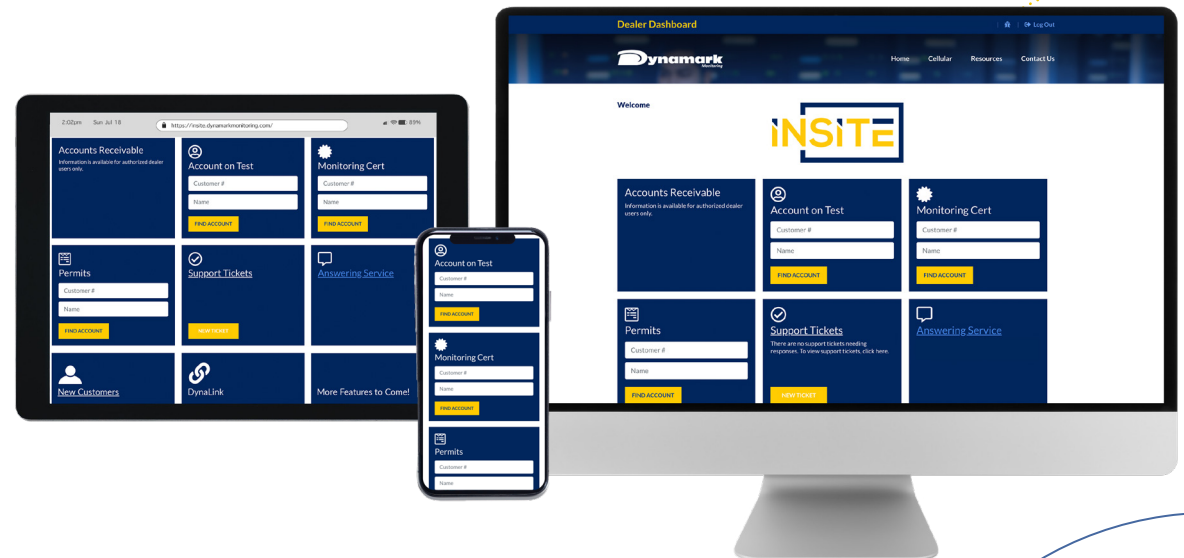 2:02pm Sun Jul 18
https://insite.dynamarkmonitoring.com/
89%
Accounts Receivable
Information is available for authorized dealer
users only.
Account on Test
Customer #
Name
FIND ACCOUNT
Monitoring Cert
Customer #
Name
FIND ACCOUNT
Permits
Customer #
Name
FIND ACCOUNT
Support Tickets
NEW TICKET
Answering Service
New Customers
DynaLink
More Features to Come!
Account on Test
Customer #
Name
FIND ACCOUNT
Monitoring Cert
Customer #
Name
FIND ACCOUNT
Permits
Customer #
Name
Dealer Dashboard
Log Out
Dynamark
Monitoring
Home Cellular Resources Contact Us
Welcome
INSITE
Accounts Receivable
Information is available for authorized dealer
users only.
Account on Test
Customer #
Name
FIND ACCOUNT
Monitoring Cert
Customer #
Name
FIND ACCOUNT
Permits
Customer #
Name
FIND ACCOUNT
Support Tickets
There are no support tickets needing
responses. To view support tickets, click here.
NEW TICKET
Answering Service